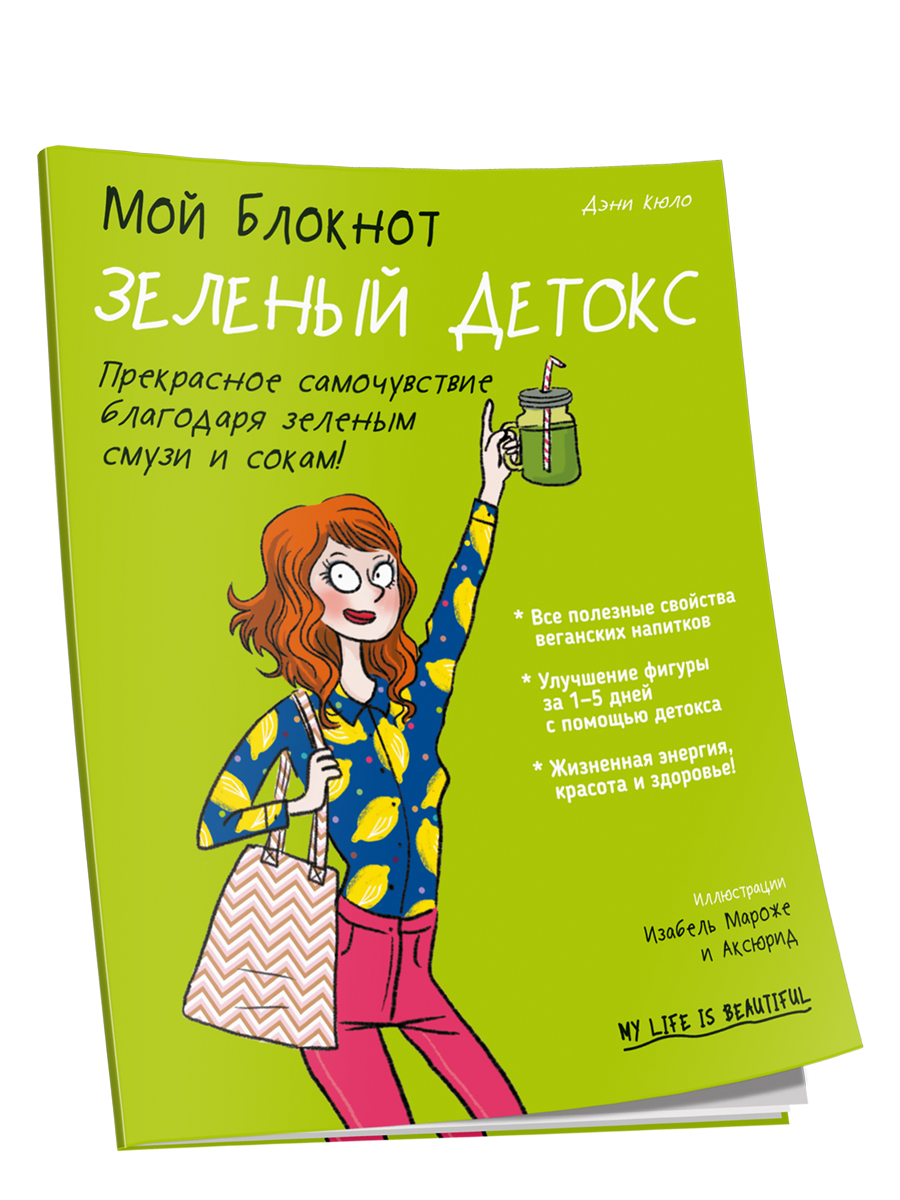 Мой Блокнот
Дэни Кюло
Зеленый Детокс
Прекрасное самочувствие
благодаря зеленым
смузи и сокам!
* Все полезные свойства
веганских напитков
* Улучшение фигуры
за 1–5 дней
с помощью детокса
* Жизненная энергия,
красота и здоровье!
Иллюстрации
Изабель Мароже
и Аксюрид
MY LIFE IS BEAUTIFUL